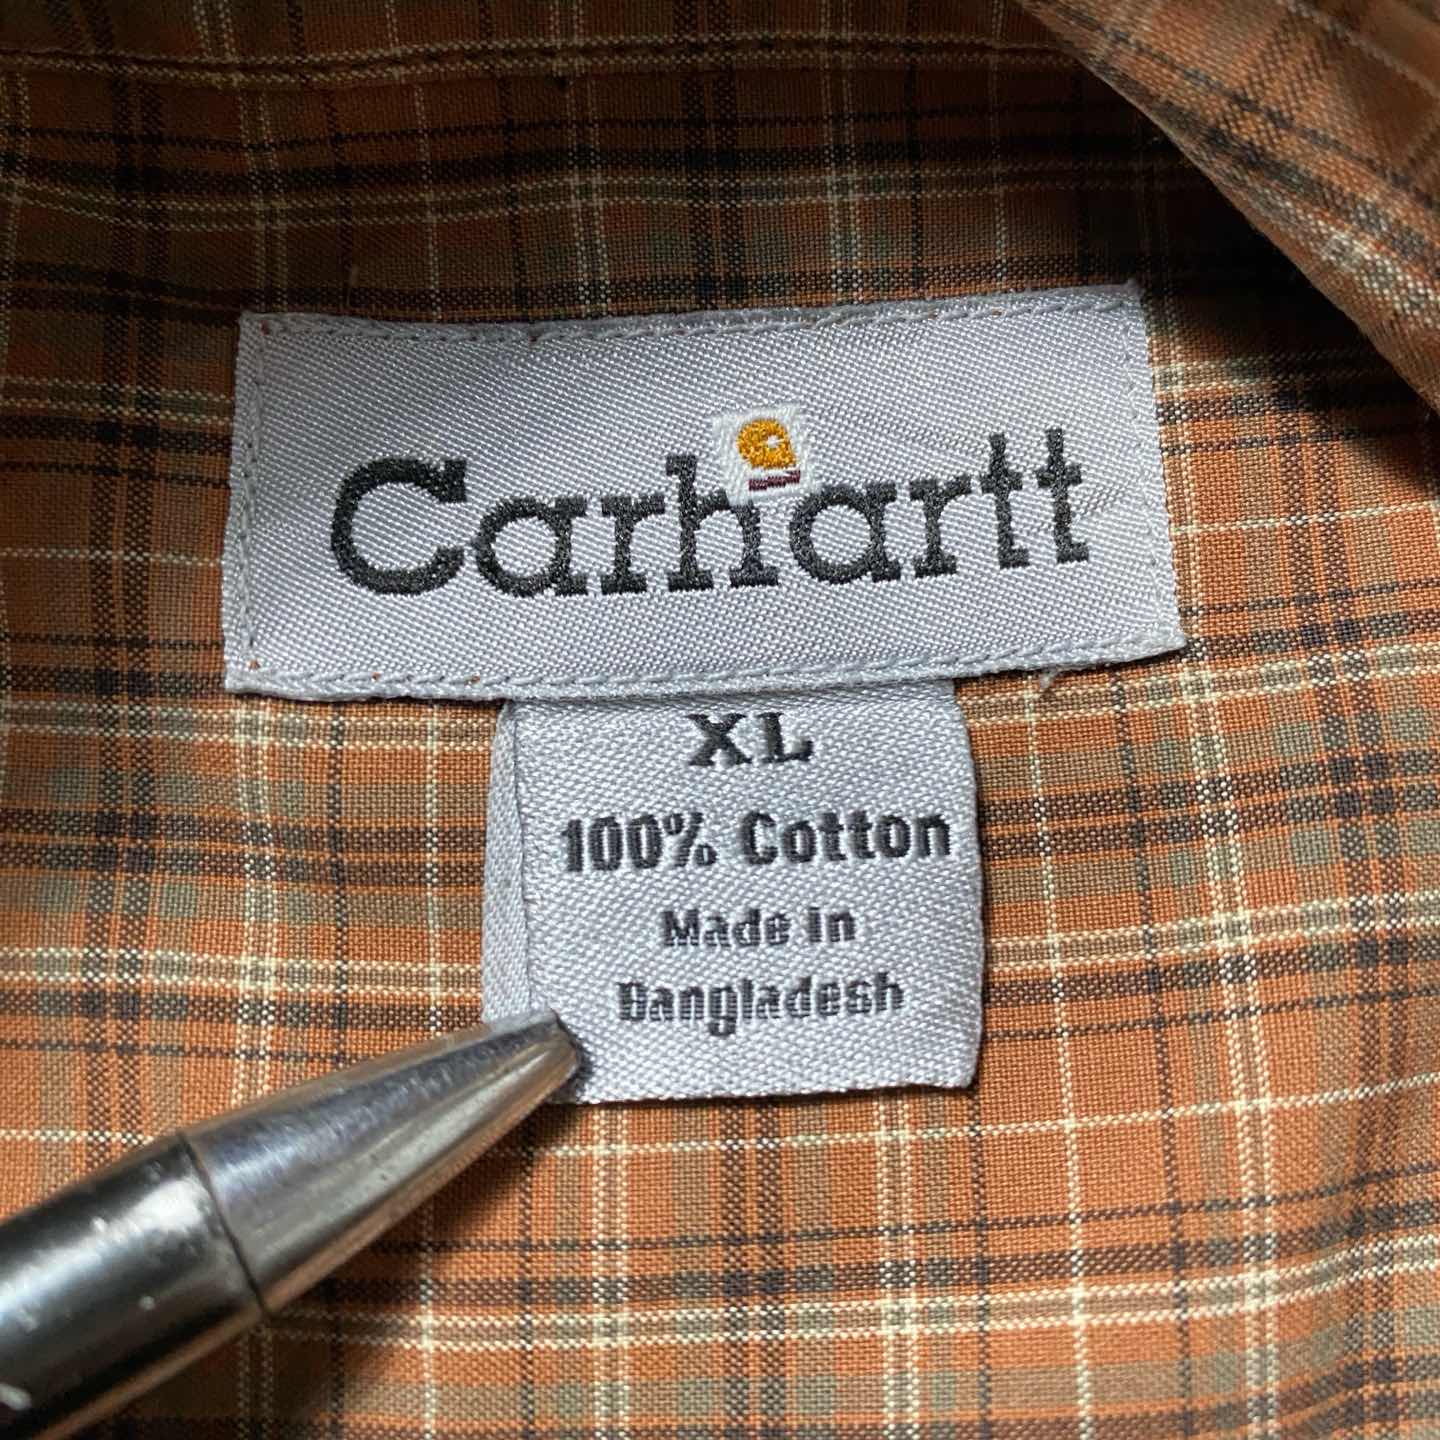 Carhartt
XL
100% Cotton
Made in
Bangladesh